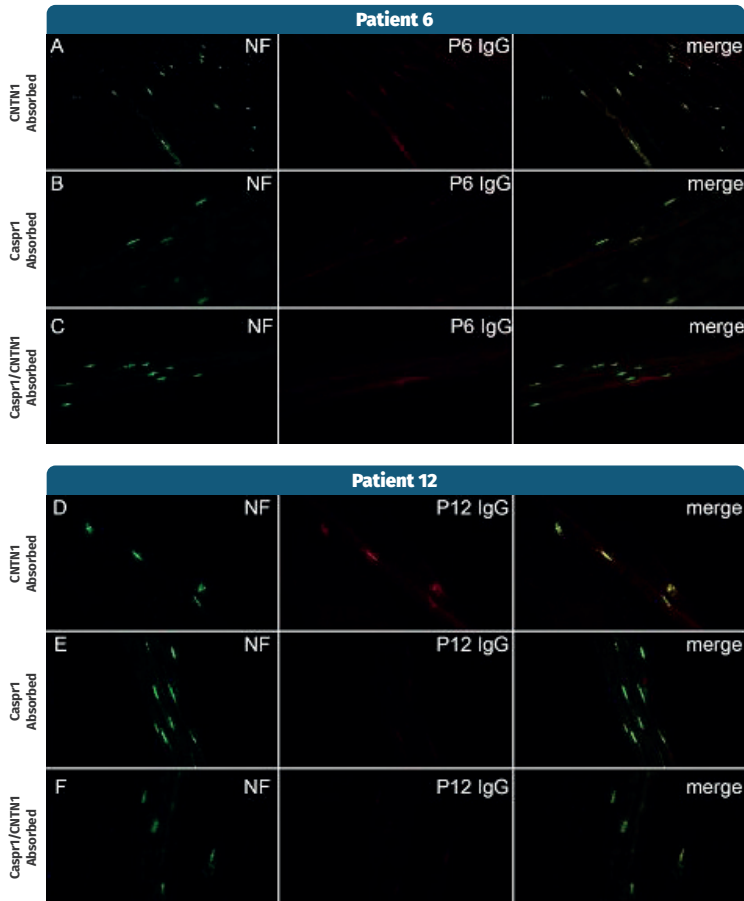 Patient 6
CNTN1
Absorbed
A NF P6 IgG merge
Caspr1
Absorbed
B NF P6 IgG merge
Caspr1/CNTN1
Absorbed
C NF P6 IgG merge
Patient 12
CNTN1
Absorbed
D NF P12 IgG merge
Caspr1
Absorbed
E NF P12 IgG merge
Caspr1/CNTN1
Absorbed
F NF P12 IgG merge